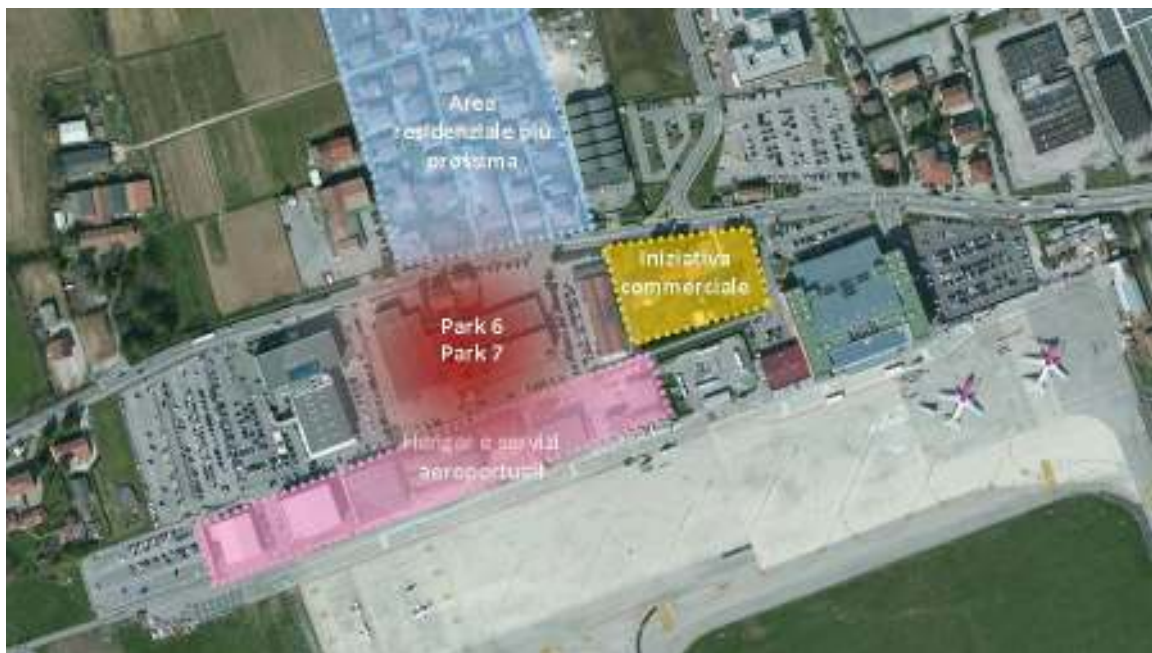 Area
residenziale più
prossima
Iniziativa
commerciale
Park 6
Park 7
Hangar e servizi
aeroportuali